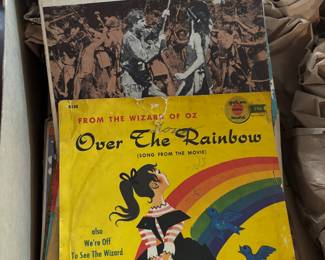 FROM THE WIZARD OF OZ
Over The Rainbow
(SONG FROM THE MOVIE)
also
We're Off
To See The Wizard